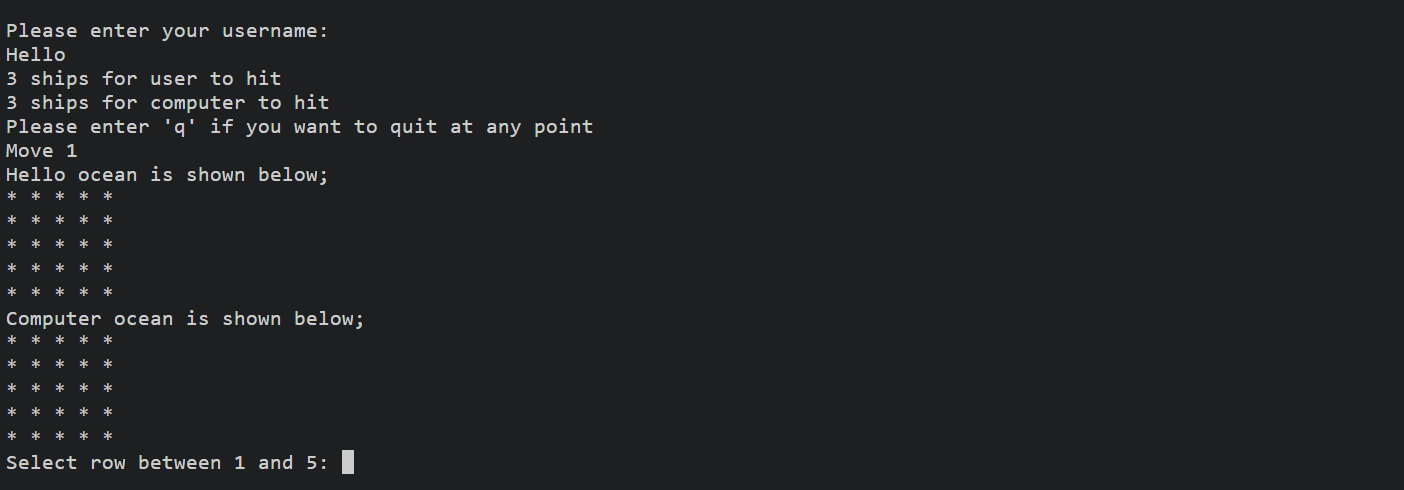 Please enter your username:
Hello
3 ships for user to hit
3 ships for computer to hit
Please enter 'q' if you want to quit at any point
Move 1
Hello ocean is shown below;
* * * * *
* * * * *
* * * * *
* * * * *
* * * * *
Computer ocean is shown below;
* * * * *
* * * * *
* * * * *
* * * * *
* * * * *
Select row between 1 and 5: